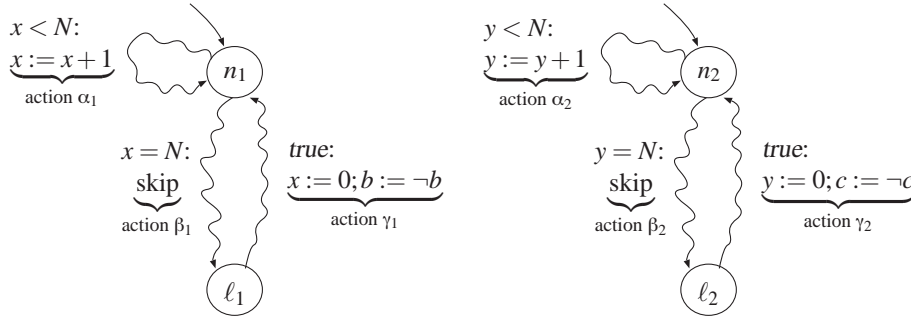 x < N:
x := x + 1
action α₁
n₁
x = N:
skip
action β₁
true:
x := 0; b := ¬b
action γ₁
ℓ₁
y < N:
y := y + 1
action α₂
n₂
y = N:
skip
action β₂
true:
y := 0; c := ¬c
action γ₂
ℓ₂